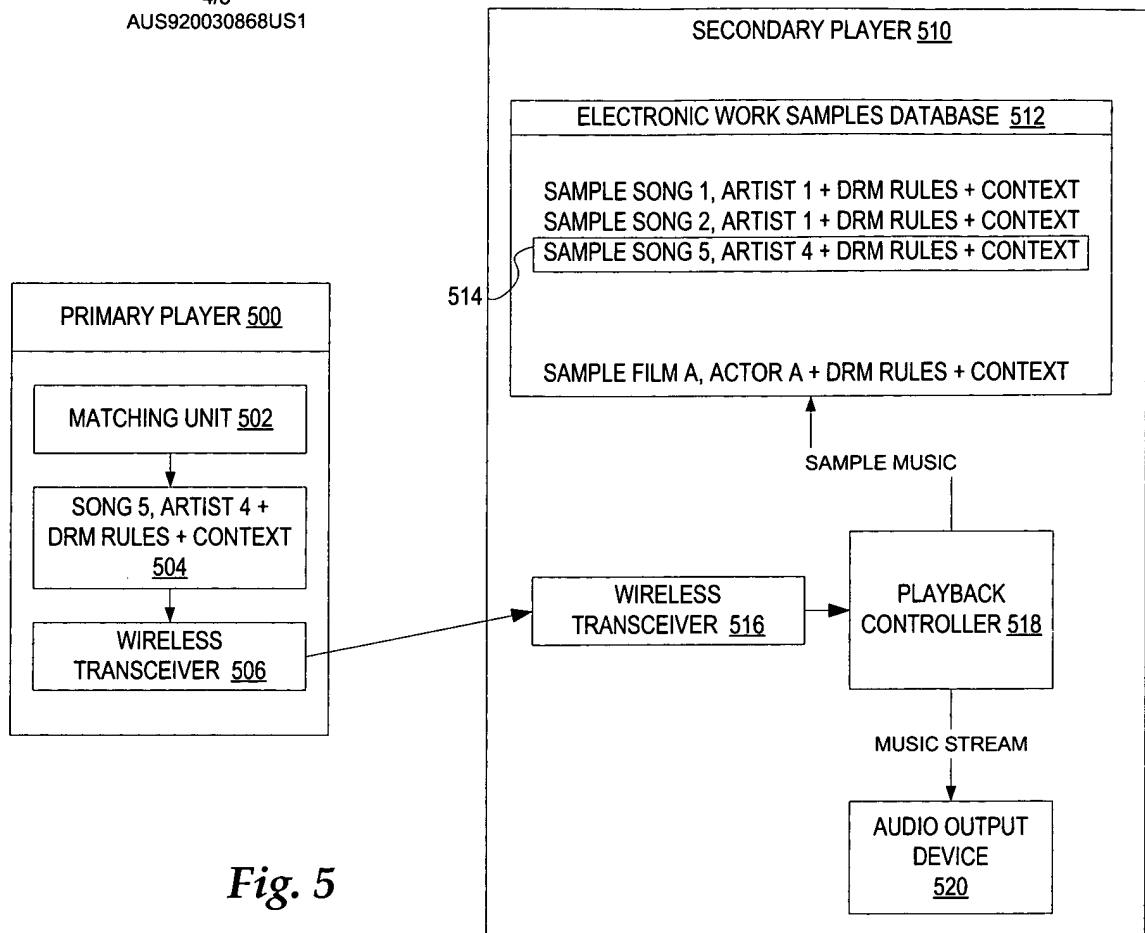 AUS920030868US1
SECONDARY PLAYER 510
ELECTRONIC WORK SAMPLES DATABASE 512
SAMPLE SONG 1, ARTIST 1 + DRM RULES + CONTEXT
SAMPLE SONG 2, ARTIST 1 + DRM RULES + CONTEXT
SAMPLE SONG 5, ARTIST 4 + DRM RULES + CONTEXT
514
SAMPLE FILM A, ACTOR A + DRM RULES + CONTEXT
PRIMARY PLAYER 500
MATCHING UNIT 502
SONG 5, ARTIST 4 +
DRM RULES + CONTEXT
504
WIRELESS
TRANSCEIVER 506
SAMPLE MUSIC
WIRELESS
TRANSCEIVER 516
PLAYBACK
CONTROLLER 518
MUSIC STREAM
AUDIO OUTPUT
DEVICE
520
Fig. 5